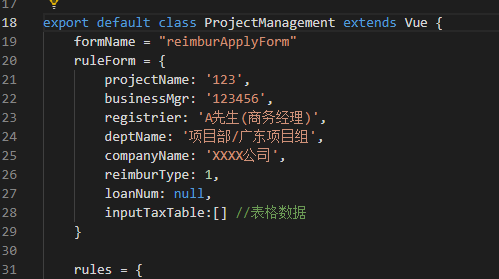 17
18 export default class ProjectManagement extends Vue {
19     formName = "reimburApplyForm"
20     ruleForm = {
21         projectName: '123',
22         businessMgr: '123456',
23         registrier: 'A先生(商务经理)',
24         deptName: '项目部/广东项目组',
25         companyName: 'XXXX公司',
26         reimburType: 1,
27         loanNum: null,
28         inputTaxTable:[] //表格数据
29     }
30
31     rules = {